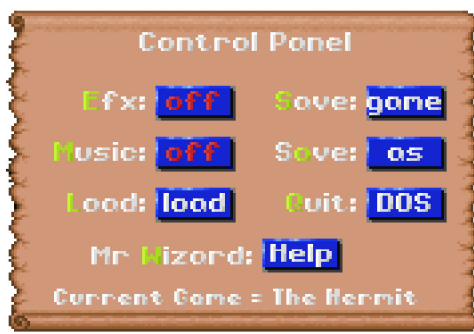 Control Panel
Efx: off Save: game
Music: off Save: as
Load: load Quit: DOS
Mr Wizard: Help
Current Game = The Hermit